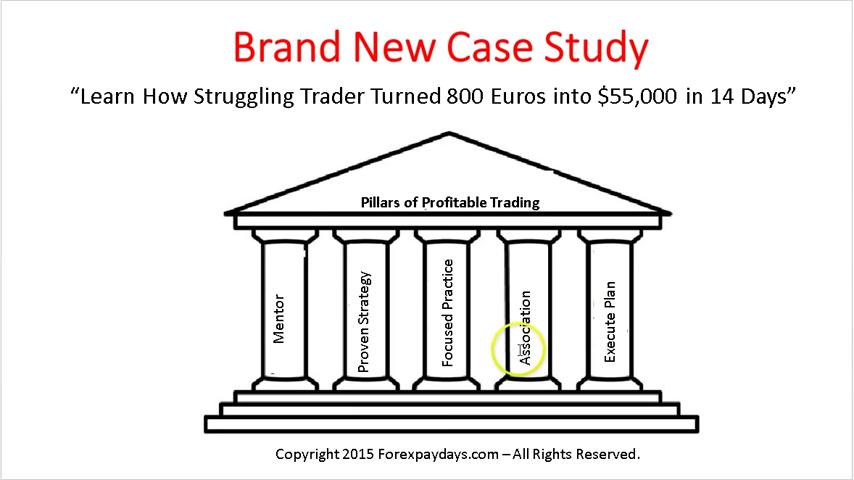 Brand New Case Study
“Learn How Struggling Trader Turned 800 Euros into $55,000 in 14 Days”
Pillars of Profitable Trading
Mentor
Proven Strategy
Focused Practice
Association
Execute Plan
Copyright 2015 Forexpaydays.com – All Rights Reserved.